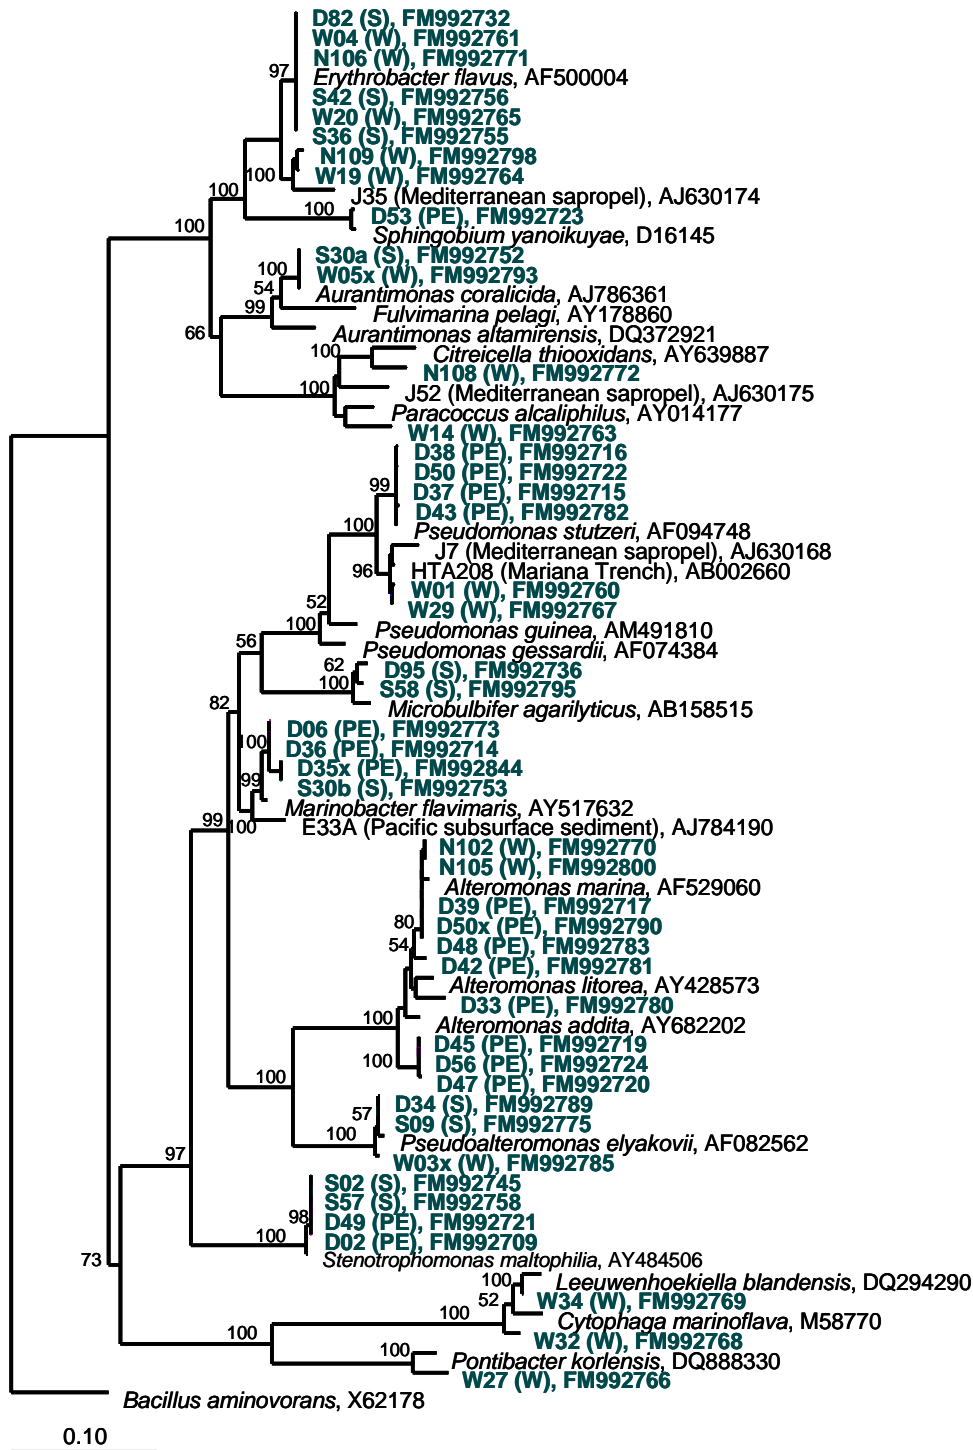 D82 (S), FM992732
W04 (W), FM992761
N106 (W), FM992771
97
Erythrobacter flavus, AF500004
S42 (S), FM992756
W20 (W), FM992765
S36 (S), FM992755
N109 (W), FM992798
100
W19 (W), FM992764
100
J35 (Mediterranean sapropel), AJ630174
100
D53 (PE), FM992723
100
Sphingobium yanoikuyae, D16145
S30a (S), FM992752
100
W05x (W), FM992793
54
Aurantimonas coralicida, AJ786361
99
Fulvimarina pelagi, AY178860
66
Aurantimonas altamirensis, DQ372921
100
Citreicella thiooxidans, AY639887
N108 (W), FM992772
100
J52 (Mediterranean sapropel), AJ630175
Paracoccus alcaliphilus, AY014177
W14 (W), FM992763
D38 (PE), FM992716
D50 (PE), FM992722
99
D37 (PE), FM992715
D43 (PE), FM992782
100
Pseudomonas stutzeri, AF094748
J7 (Mediterranean sapropel), AJ630168
96
HTA208 (Mariana Trench), AB002660
W01 (W), FM992760
52
W29 (W), FM992767
100
Pseudomonas guinea, AM491810
56
Pseudomonas gessardii, AF074384
62
D95 (S), FM992736
100
S58 (S), FM992795
82
Microbulbifer agarilyticus, AB158515
D06 (PE), FM992773
100
D36 (PE), FM992714
D35x (PE), FM992844
99
S30b (S), FM992753
Marinobacter flavimaris, AY517632
99
100
E33A (Pacific subsurface sediment), AJ784190
N102 (W), FM992770
N105 (W), FM992800
Alteromonas marina, AF529060
D39 (PE), FM992717
80
D50x (PE), FM992790
54
D48 (PE), FM992783
D42 (PE), FM992781
Alteromonas litorea, AY428573
D33 (PE), FM992780
100
Alteromonas addita, AY682202
D45 (PE), FM992719
100
D56 (PE), FM992724
100
D47 (PE), FM992720
D34 (S), FM992789
57
S09 (S), FM992775
100
Pseudoalteromonas elyakovii, AF082562
97
W03x (W), FM992785
S02 (S), FM992745
S57 (S), FM992758
98
D49 (PE), FM992721
100
D02 (PE), FM992709
73
Stenotrophomonas maltophilia, AY484506
100
Leeuwenhoekiella blandensis, DQ294290
52
W34 (W), FM992769
100
Cytophaga marinoflava, M58770
100
W32 (W), FM992768
100
Pontibacter korlensis, DQ888330
W27 (W), FM992766
Bacillus aminovorans, X62178
0.10